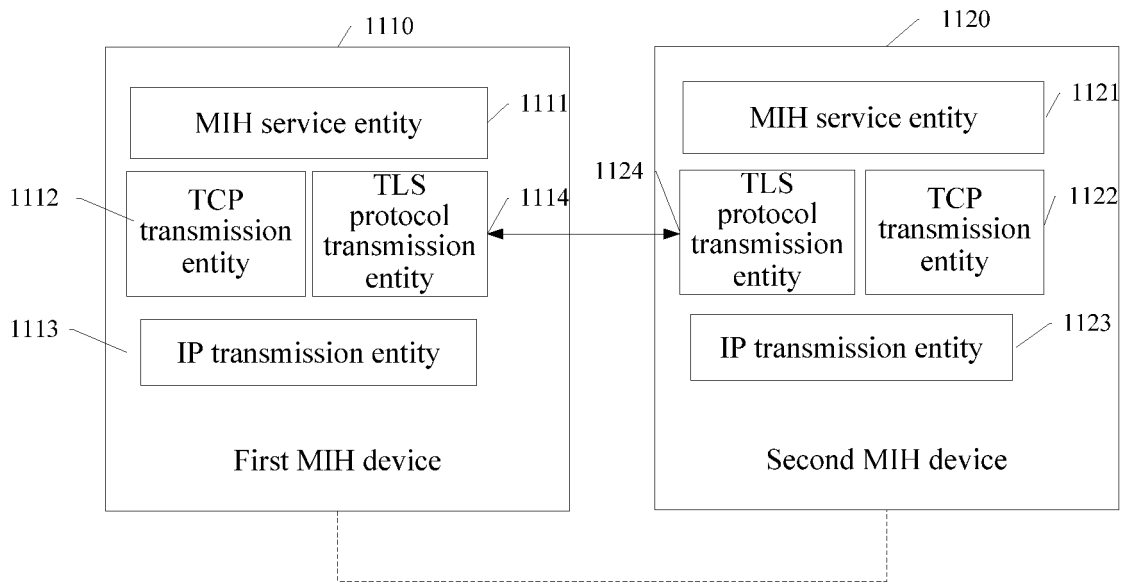 1110
1120
MIH service entity
1111
MIH service entity
1121
1112
TCP
transmission
entity
TLS
protocol
transmission
entity
1114
1124
TLS
protocol
transmission
entity
TCP
transmission
entity
1122
1113
IP transmission entity
IP transmission entity
1123
First MIH device
Second MIH device